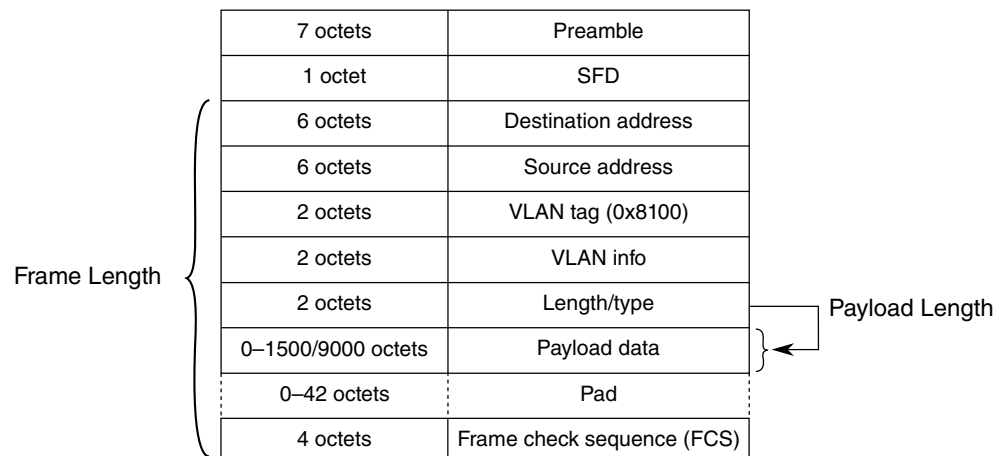 7 octets Preamble
1 octet SFD
6 octets Destination address
6 octets Source address
2 octets VLAN tag (0x8100)
2 octets VLAN info
Frame Length
2 octets Length/type
Payload Length
0–1500/9000 octets Payload data
0–42 octets Pad
4 octets Frame check sequence (FCS)